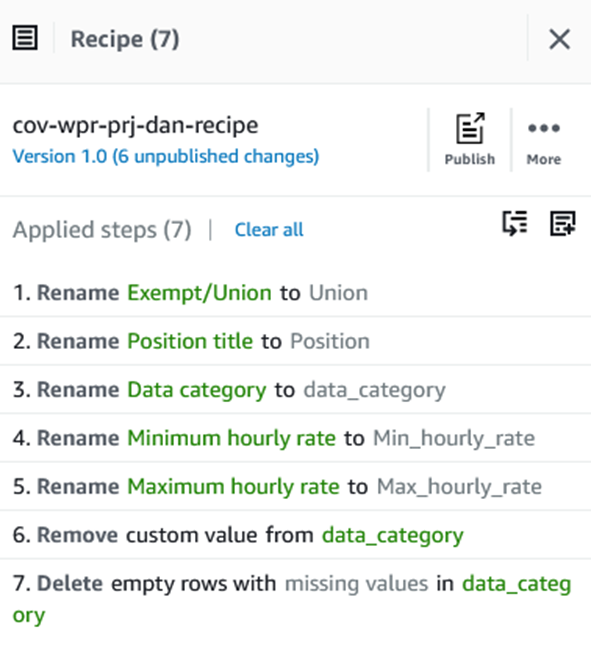 Recipe (7)
cov-wpr-prj-dan-recipe
Version 1.0 (6 unpublished changes)
Publish
More
Applied steps (7)
Clear all
1. Rename Exempt/Union to Union
2. Rename Position title to Position
3. Rename Data category to data_category
4. Rename Minimum hourly rate to Min_hourly_rate
5. Rename Maximum hourly rate to Max_hourly_rate
6. Remove custom value from data_category
7. Delete empty rows with missing values in data_categ
ory